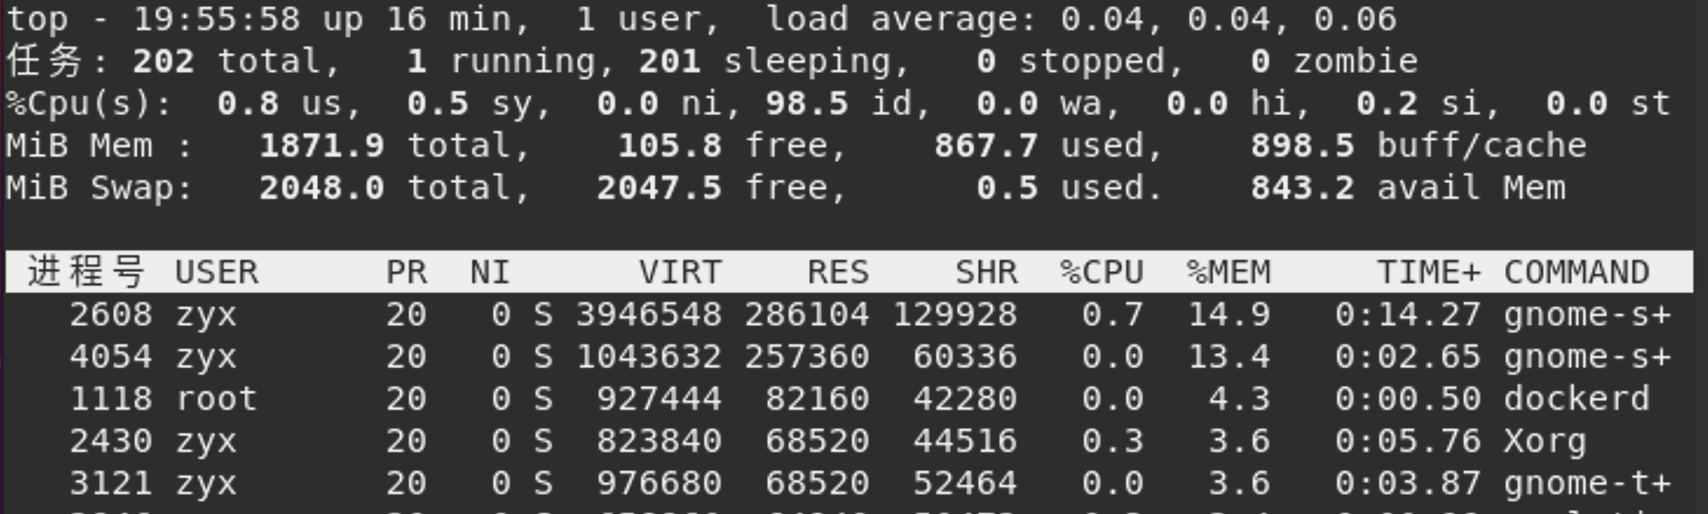 top - 19:55:58 up 16 min,  1 user,  load average: 0.04, 0.04, 0.06
任务: 202 total,   1 running, 201 sleeping,   0 stopped,   0 zombie
%Cpu(s):  0.8 us,  0.5 sy,  0.0 ni, 98.5 id,  0.0 wa,  0.0 hi,  0.2 si,  0.0 st
MiB Mem :   1871.9 total,    105.8 free,    867.7 used,    898.5 buff/cache
MiB Swap:   2048.0 total,   2047.5 free,      0.5 used.    843.2 avail Mem
进程号 USER      PR  NI    VIRT    RES    SHR  %CPU  %MEM     TIME+ COMMAND
2608 zyx       20   0 S 3946548 286104 129928   0.7  14.9   0:14.27 gnome-s+
4054 zyx       20   0 S 1043632 257360  60336   0.0  13.4   0:02.65 gnome-s+
1118 root      20   0 S  927444  82160  42280   0.0   4.3   0:00.50 dockerd
2430 zyx       20   0 S  823840  68520  44516   0.3   3.6   0:05.76 Xorg
3121 zyx       20   0 S  976680  68520  52464   0.0   3.6   0:03.87 gnome-t+